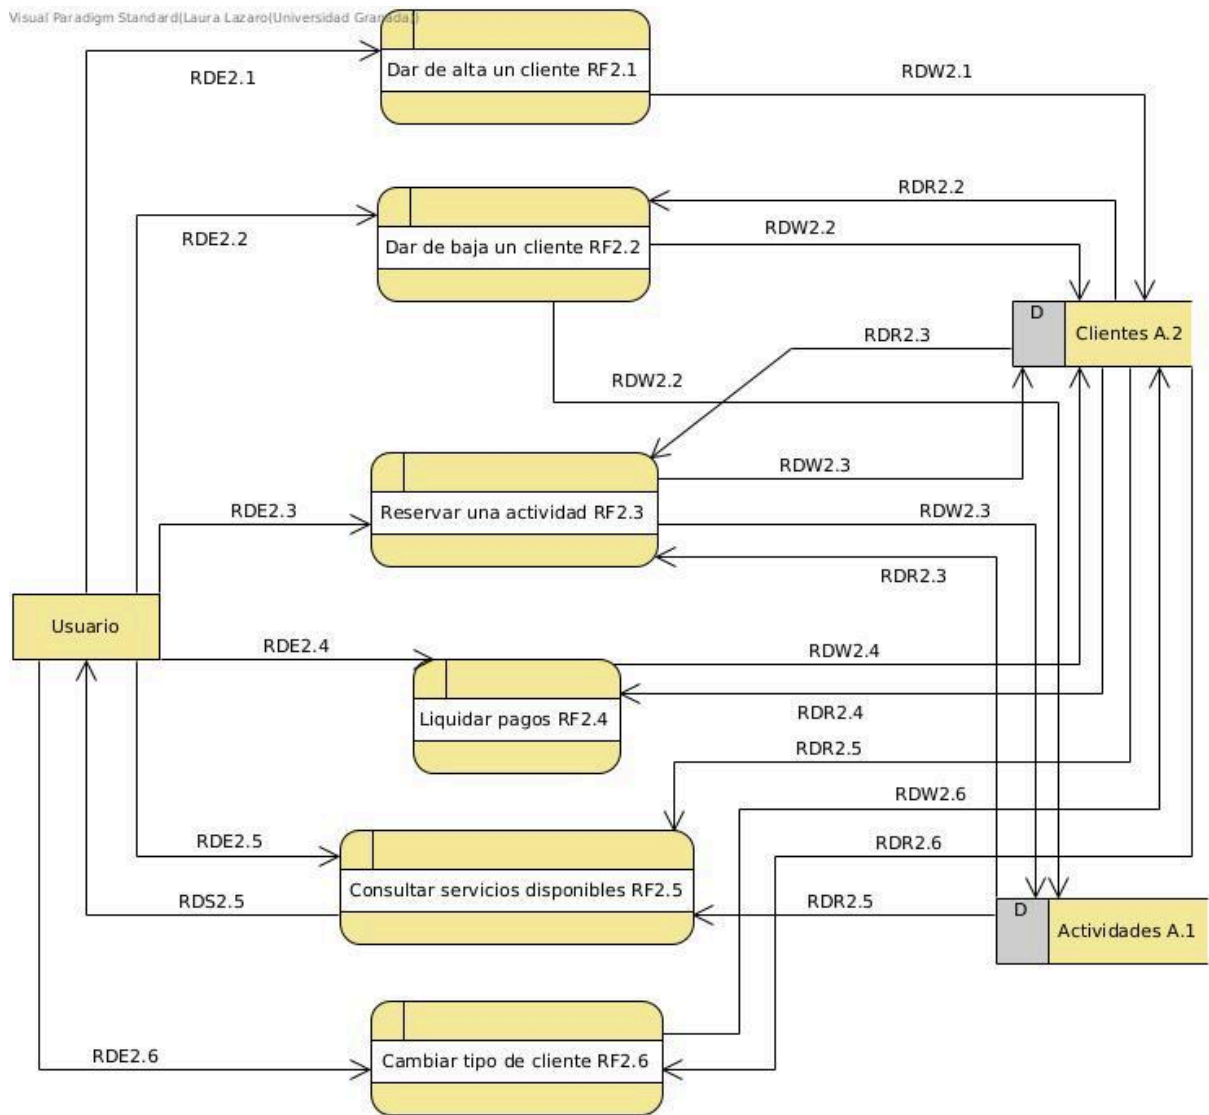 Visual Paradigm Standard(Laura Lazaro(Universidad Granada))
RDE2.1
Dar de alta un cliente RF2.1
RDW2.1
RDR2.2
RDE2.2
Dar de baja un cliente RF2.2
RDW2.2
D
Clientes A.2
RDR2.3
RDW2.2
RDW2.3
RDE2.3
Reservar una actividad RF2.3
RDW2.3
RDR2.3
Usuario
RDE2.4
RDW2.4
Liquidar pagos RF2.4
RDR2.4
RDR2.5
RDW2.6
RDE2.5
RDR2.6
Consultar servicios disponibles RF2.5
RDS2.5
RDR2.5
D
Actividades A.1
RDE2.6
Cambiar tipo de cliente RF2.6